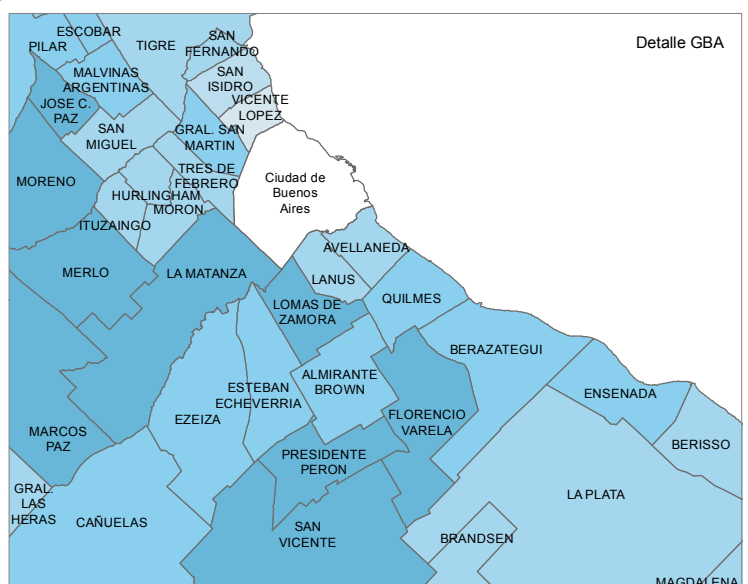 ESCOBAR
PILAR
TIGRE
SAN
FERNANDO
Detalle GBA
MALVINAS
ARGENTINAS
SAN
ISIDRO
JOSE C.
PAZ
VICENTE
LOPEZ
SAN
MIGUEL
GRAL. SAN
MARTIN
MORENO
TRES DE
FEBRERO
Ciudad de
Buenos
Aires
HURLINGHAM
MORON
ITUZAINGO
AVELLANEDA
MERLO
LA MATANZA
LANUS
QUILMES
LOMAS DE
ZAMORA
BERAZATEGUI
ALMIRANTE
BROWN
ESTEBAN
ECHEVERRIA
ENSENADA
EZEIZA
FLORENCIO
VARELA
MARCOS
PAZ
BERISSO
PRESIDENTE
PERON
GRAL.
LAS
HERAS
LA PLATA
CAÑUELAS
SAN
VICENTE
BRANDSEN
MAGDALENA